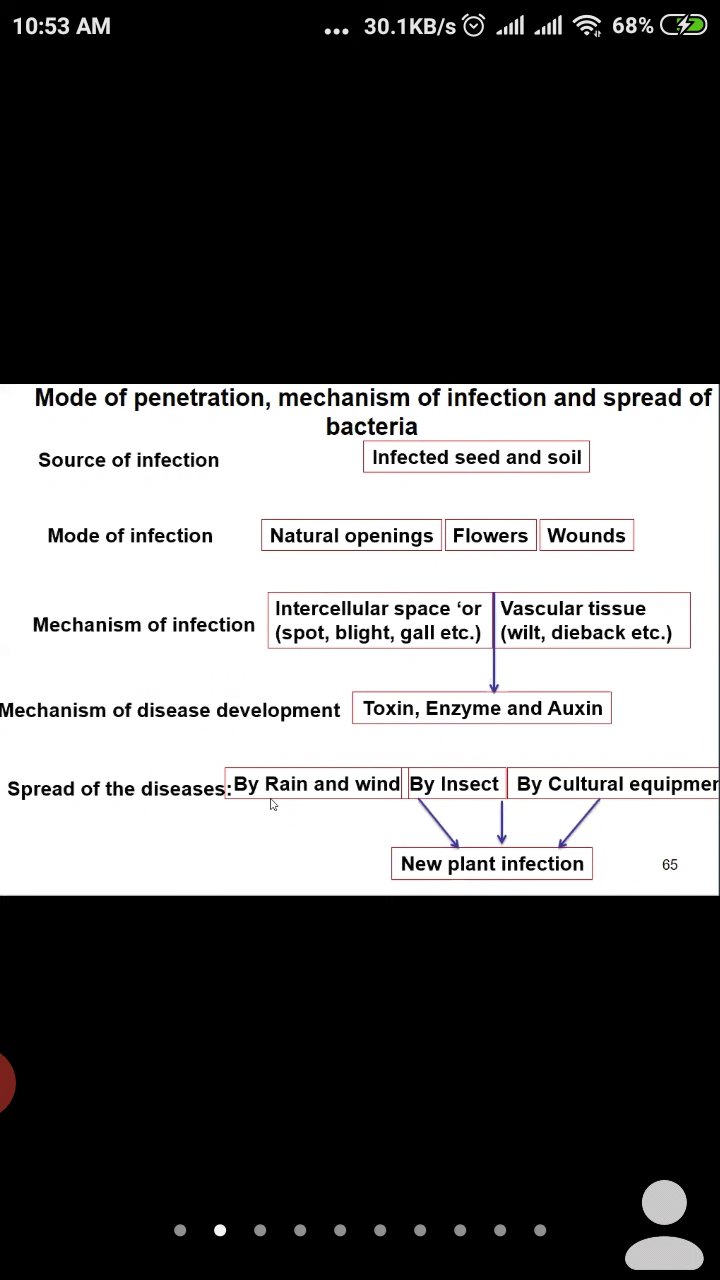 10:53 AM ... 30.1KB/s 68%
Mode of penetration, mechanism of infection and spread of
bacteria
Source of infection Infected seed and soil
Mode of infection Natural openings Flowers Wounds
Mechanism of infection
Intercellular space ‘or
(spot, blight, gall etc.)
Vascular tissue
(wilt, dieback etc.)
Mechanism of disease development Toxin, Enzyme and Auxin
Spread of the diseases: By Rain and wind By Insect By Cultural equipmer
New plant infection
65